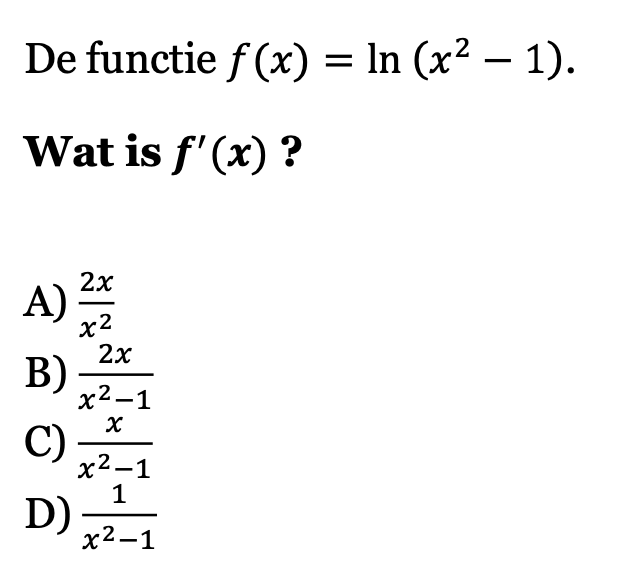 De functie f(x) = ln (x² − 1).
Wat is f′(x) ?
A) 2x/x²
B) 2x/x²−1
C) x/x²−1
D) 1/x²−1